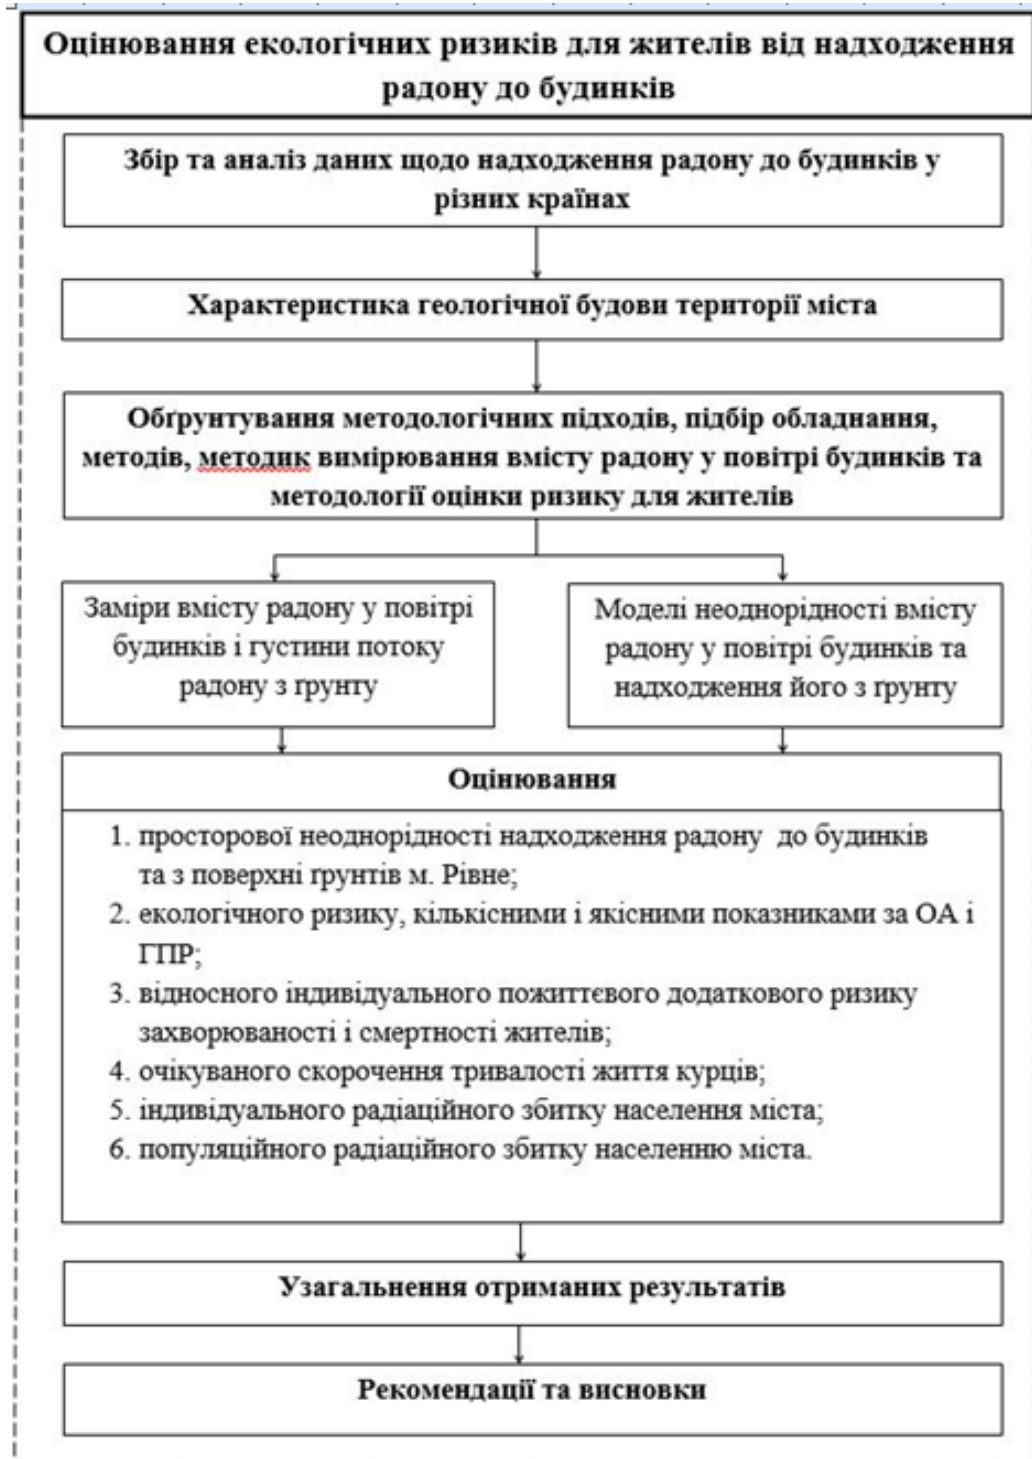 Оцінювання екологічних ризиків для жителів від надходження
радону до будинків
Збір та аналіз даних щодо надходження радону до будинків у
різних країнах
Характеристика геологічної будови території міста
Обґрунтування методологічних підходів, підбір обладнання,
методів, методик вимірювання вмісту радону у повітрі будинків та
методології оцінки ризику для жителів
Заміри вмісту радону у повітрі
будинків і густини потоку
радону з ґрунту
Моделі неоднорідності вмісту
радону у повітрі будинків та
надходження його з ґрунту
Оцінювання
1. просторової неоднорідності надходження радону до будинків
та з поверхні ґрунтів м. Рівне;
2. екологічного ризику, кількісними і якісними показниками за ОА і
ГПР;
3. відносного індивідуального пожиттєвого додаткового ризику
захворюваності і смертності жителів;
4. очікуваного скорочення тривалості життя курців;
5. індивідуального радіаційного збитку населення міста;
6. популяційного радіаційного збитку населенню міста.
Узагальнення отриманих результатів
Рекомендації та висновки